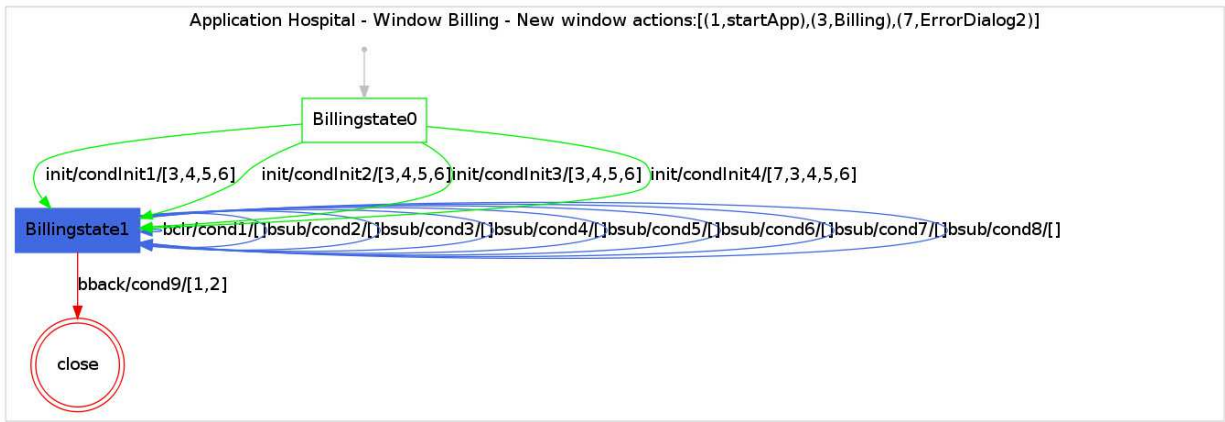 Application Hospital - Window Billing - New window actions:[(1,startApp),(3,Billing),(7,ErrorDialog2)]
Billingstate0
init/condInit1/[3,4,5,6]
init/condInit2/[3,4,5,6]
init/condInit3/[3,4,5,6]
init/condInit4/[7,3,4,5,6]
Billingstate1
bclr/cond1/[]
bsub/cond2/[]
bsub/cond3/[]
bsub/cond4/[]
bsub/cond5/[]
bsub/cond6/[]
bsub/cond7/[]
bsub/cond8/[]
bback/cond9/[1,2]
close